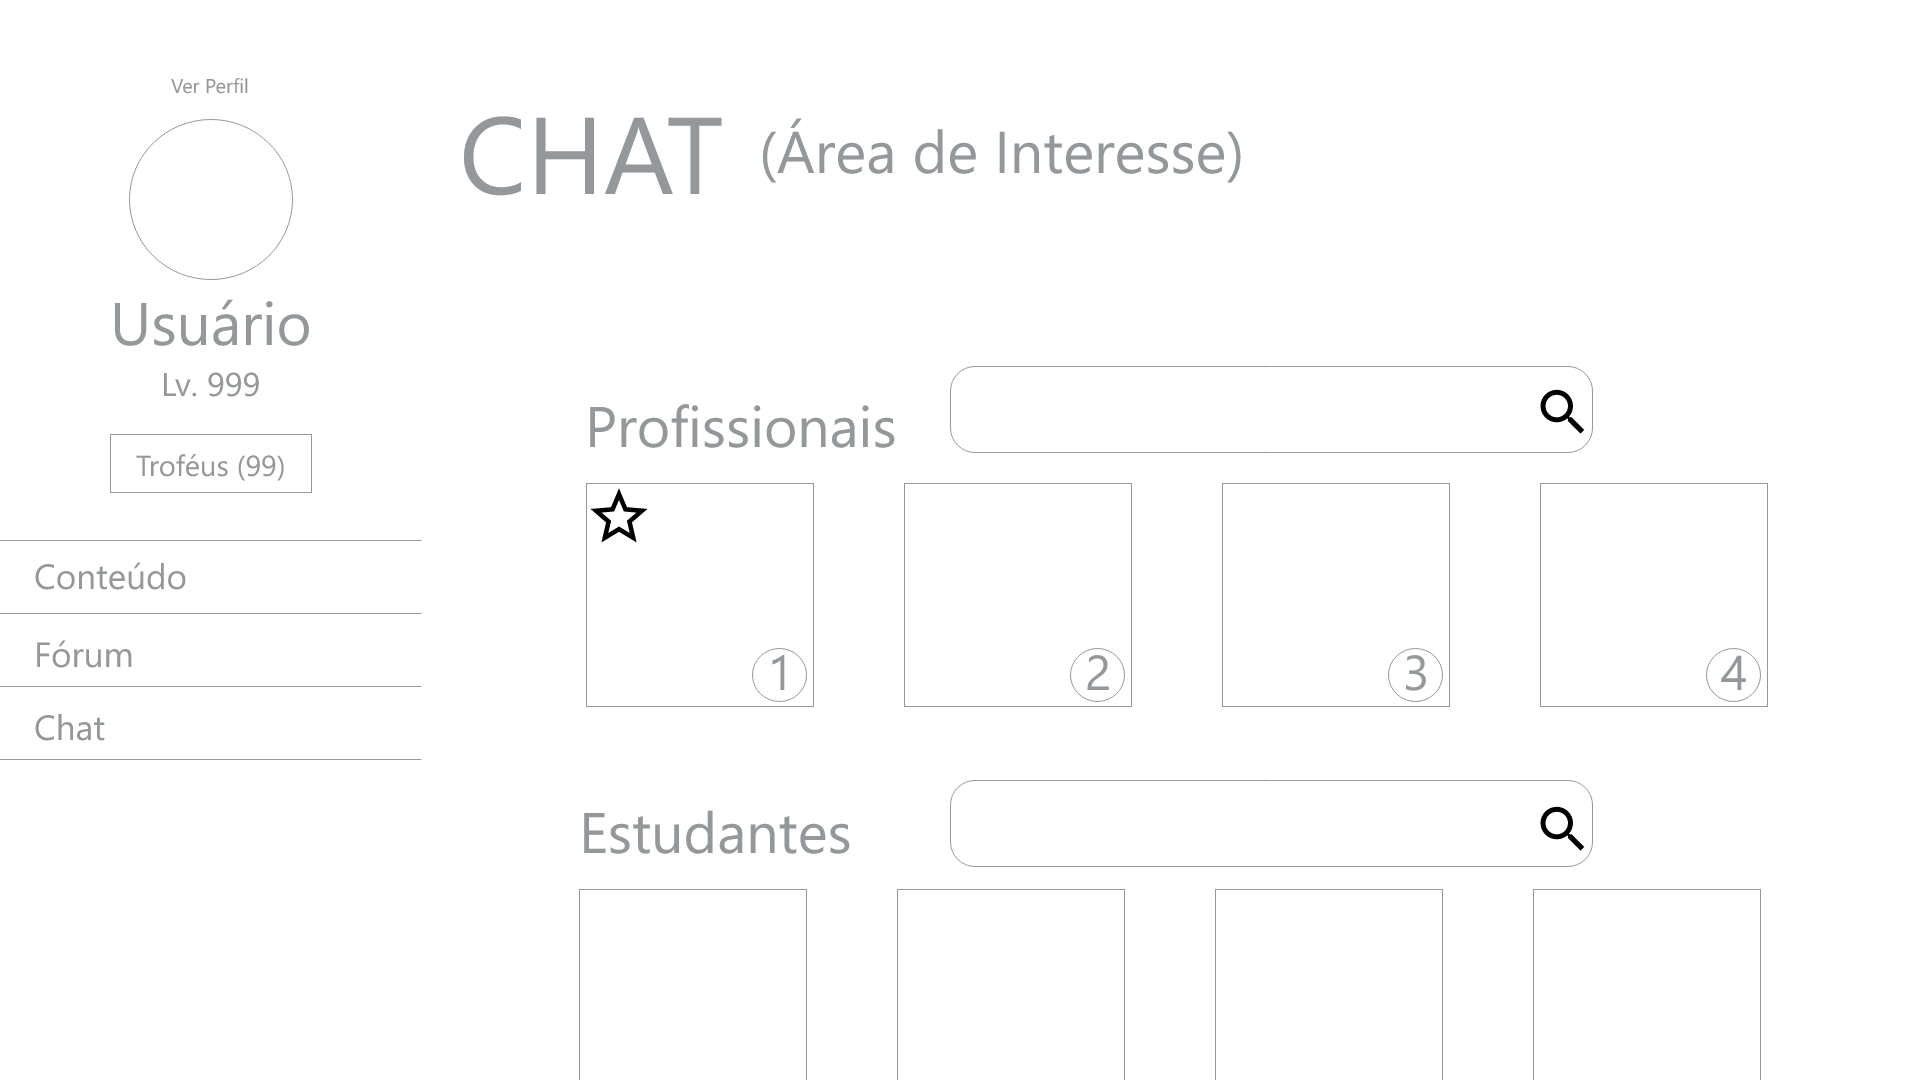 Ver Perfil
CHAT (Área de Interesse)
Usuário
Lv. 999
Troféus (99)
Conteúdo
Fórum
Chat
Profissionais
1 2 3 4
Estudantes